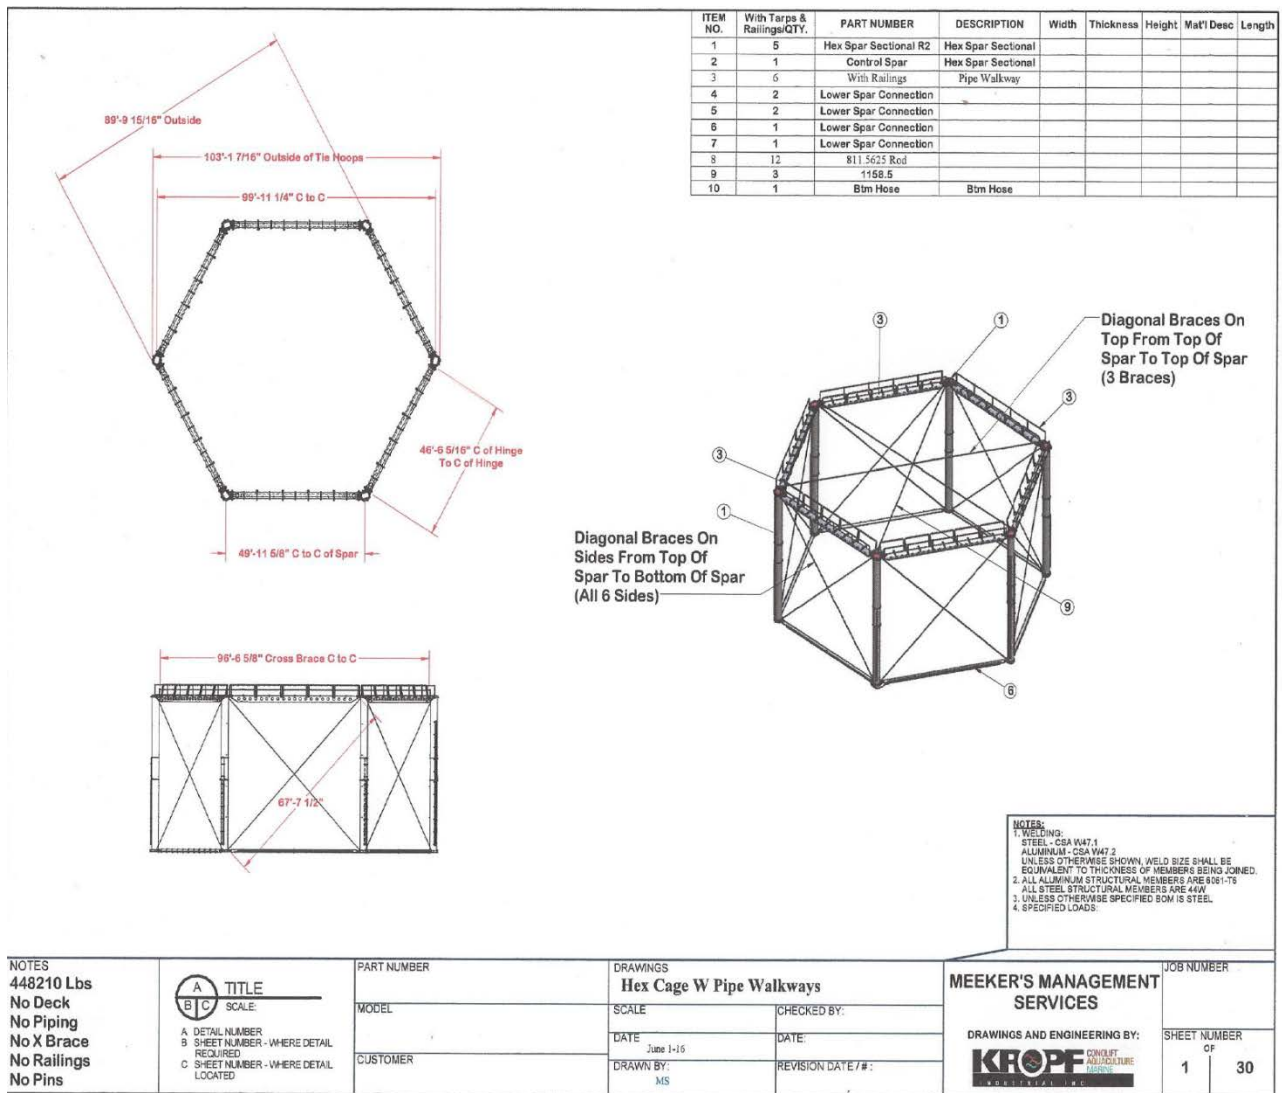 ITEM NO. With Tarps & Railings/QTY. PART NUMBER DESCRIPTION Width Thickness Height Mat'l Desc Length
1 5 Hex Spar Sectional R2 Hex Spar Sectional
2 1 Control Spar Hex Spar Sectional
3 6 With Railings Pipe Walkway
4 2 Lower Spar Connection
5 2 Lower Spar Connection
6 1 Lower Spar Connection
7 1 Lower Spar Connection
8 12 811.5625 Rod
9 3 1158.5
10 1 Btm Hose Btm Hose
89'-9 15/16" Outside
103'-1 7/16" Outside of Tie Hoops
99'-11 1/4" C to C
46'-6 5/16" C of Hinge
To C of Hinge
49'-11 5/8" C to C of Spar
3
1
Diagonal Braces On
Top From Top Of
Spar To Top Of Spar
(3 Braces)
3
3
1
Diagonal Braces On
Sides From Top Of
Spar To Bottom Of Spar
(All 6 Sides)
9
6
96'-6 5/8" Cross Brace C to C
67'-7 1/2"
NOTES:
1. WELDING:
STEEL - CSA W47.1
ALUMINUM - CSA W47.2
UNLESS OTHERWISE SHOWN, WELD SIZE SHALL BE
EQUIVALENT TO THICKNESS OF MEMBERS BEING JOINED.
2. ALL ALUMINUM STRUCTURAL MEMBERS ARE 6061-T6
ALL STEEL STRUCTURAL MEMBERS ARE 44W
3. UNLESS OTHERWISE SPECIFIED BOM IS STEEL
4. SPECIFIED LOADS:
NOTES
448210 Lbs
No Deck
No Piping
No X Brace
No Railings
No Pins
A
B C
TITLE
SCALE:
A DETAIL NUMBER
B SHEET NUMBER - WHERE DETAIL
REQUIRED
C SHEET NUMBER - WHERE DETAIL
LOCATED
PART NUMBER
MODEL
CUSTOMER
DRAWINGS
Hex Cage W Pipe Walkways
SCALE
CHECKED BY:
DATE
June 1-16
DATE:
DRAWN BY:
MS
REVISION DATE / # :
MEEKER'S MANAGEMENT
SERVICES
DRAWINGS AND ENGINEERING BY:
KROPF
CONOLIFT
AQUACULTURE
MARINE
INDUSTRIAL INC
JOB NUMBER
SHEET NUMBER
OF
1 30